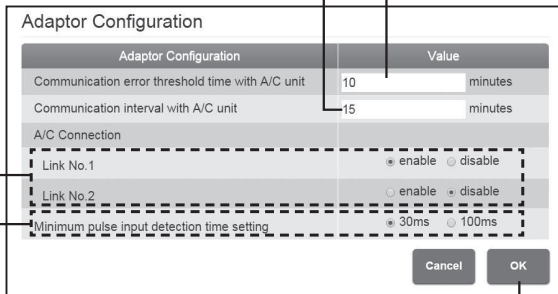 Adaptor Configuration
Adaptor Configuration Value
Communication error threshold time with A/C unit 10 minutes
Communication interval with A/C unit 15 minutes
A/C Connection
Link No.1 enable disable
Link No.2 enable disable
Minimum pulse input detection time setting 30ms 100ms
Cancel OK